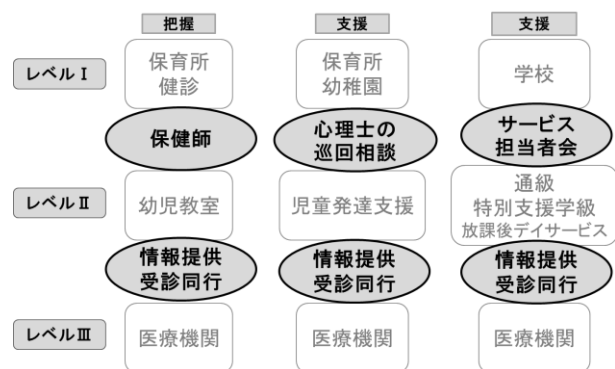 把握
支援
支援
レベルⅠ
保育所
健診
保育所
幼稚園
学校
保健師
心理士の
巡回相談
サービス
担当者会
レベルⅡ
幼児教室
児童発達支援
通級
特別支援学級
放課後デイサービス
情報提供
受診同行
情報提供
受診同行
情報提供
受診同行
レベルⅢ
医療機関
医療機関
医療機関